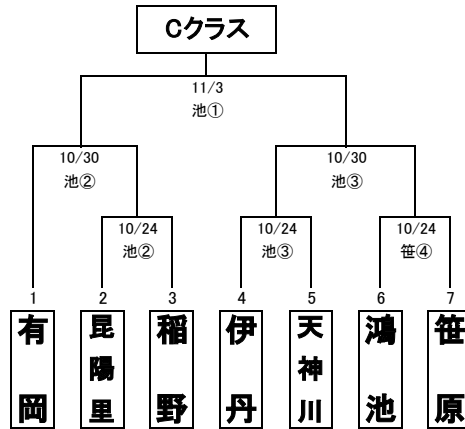 Cクラス
11/3
池①
10/30
池②
10/30
池③
10/24
池②
10/24
池③
10/24
笹④
1
2
3
4
5
6
7
有岡
昆陽里
稲野
伊丹
天神川
鴻池
笹原